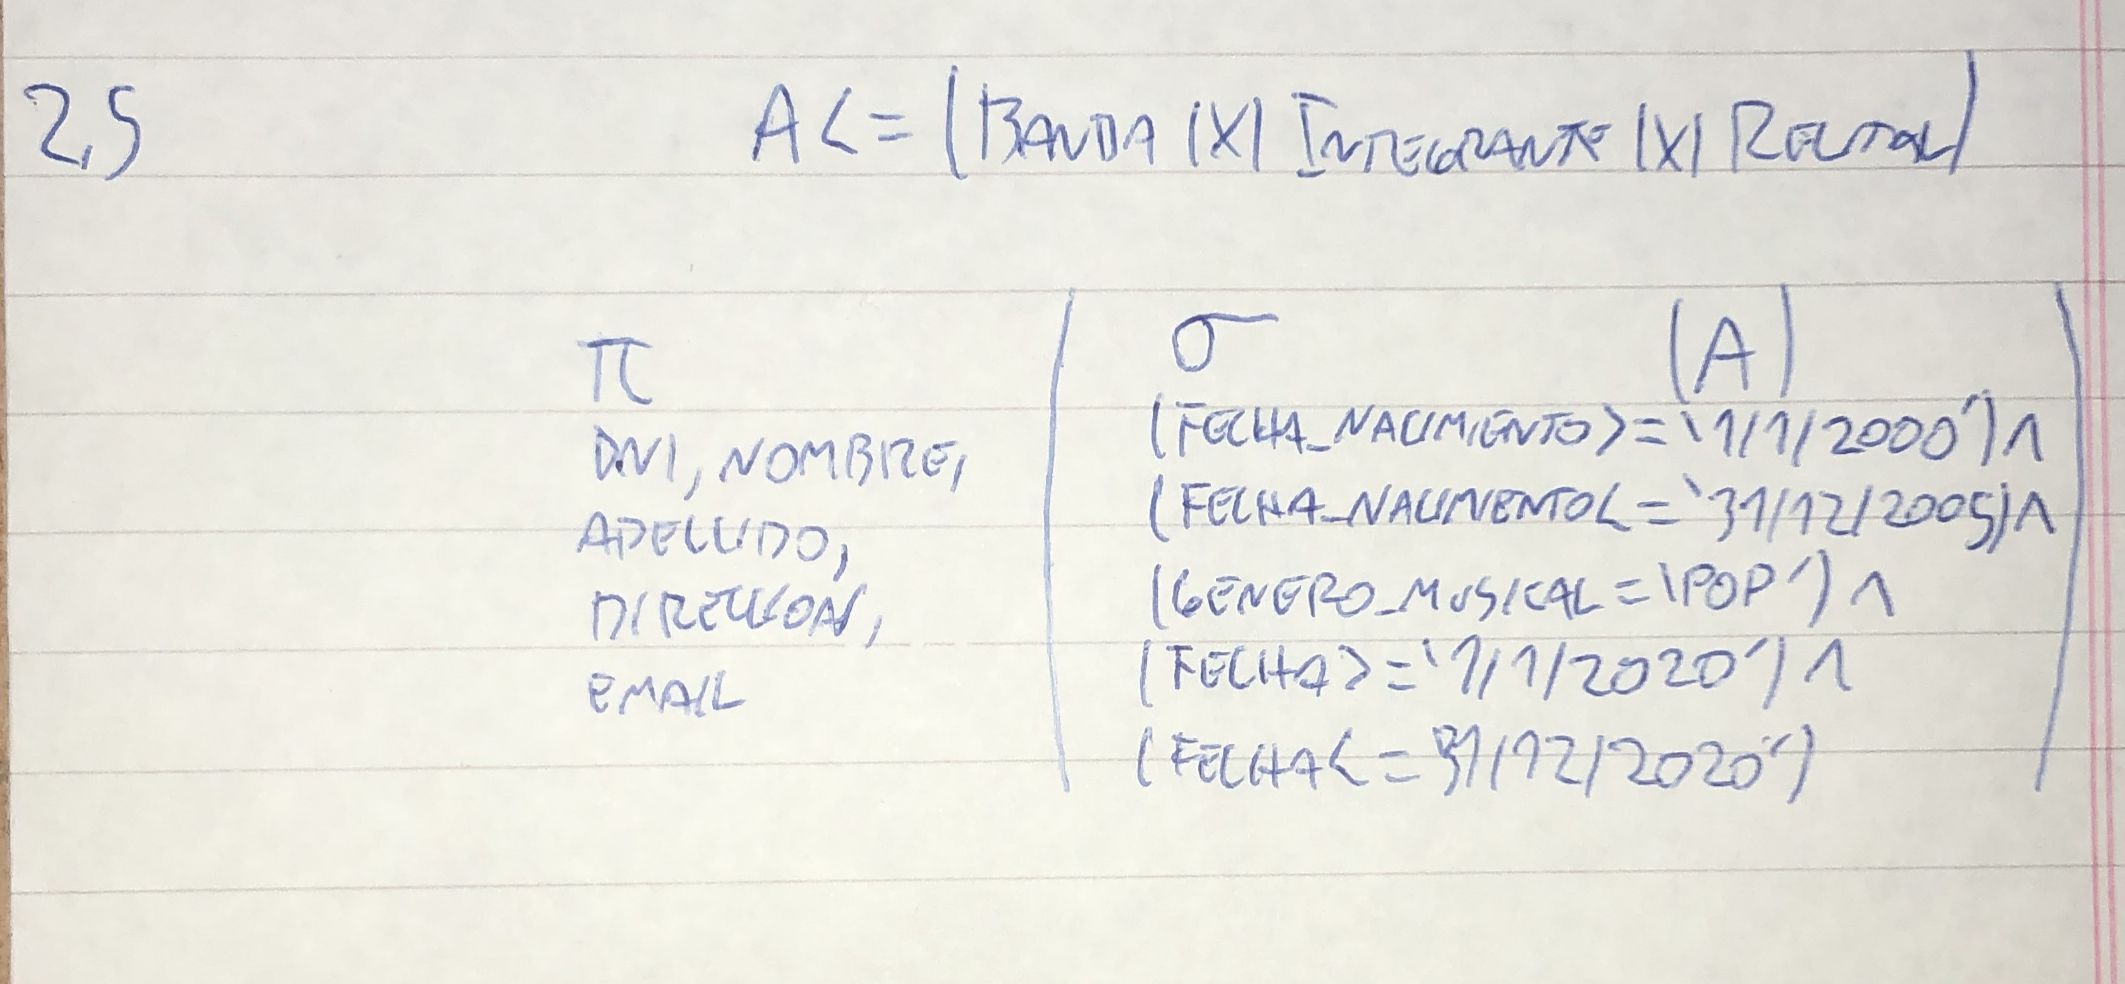 2,5
A <= (BANDA |X| INTEGRANTE |X| RECITAL)
π ( σ (A) )
DNI, NOMBRE,
APELLIDO,
DIRECCION,
EMAIL
(FECHA_NACIMIENTO >= '1/1/2000') ∧
(FECHA_NACIMIENTO <= '31/12/2005) ∧
(GENERO_MUSICAL = 'POP') ∧
(FECHA >= '1/1/2020') ∧
(FECHA <= 31/12/2020')